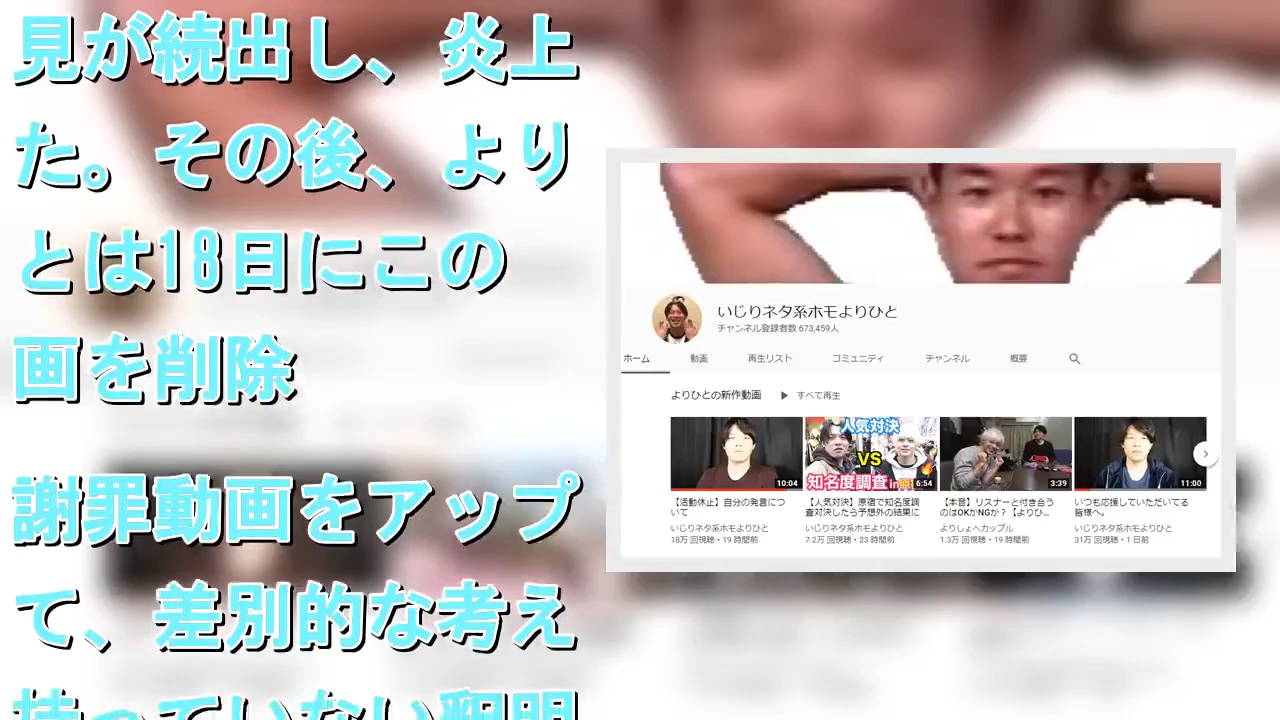 見が続出し、炎上
た。その後、より
とは18日にこの
画を削除
謝罪動画をアップ
て、差別的な考え
持っていない釈明
いじりネタ系ホモよりひと
チャンネル登録者数 673,459人
ホーム 動画 再生リスト コミュニティ チャンネル 概要
よりひとの新作動画 ▶ すべて再生
10:04
人気対決
VS
知名度調査in原宿
6:54
3:39
11:00
【活動休止】自分の発言につ
いて
いじりネタ系ホモよりひと
18万 回視聴・19 時間前
【人気対決】原宿で知名度調
査対決したら予想外の結果に
いじりネタ系ホモよりひと
7.2万 回視聴・23 時間前
【本音】リスナーと付き合う
のはOKかNGか？【よりひ...
よりしょへカップル
1.3万 回視聴・19 時間前
いつも応援していただいてる
皆様へ。
いじりネタ系ホモよりひと
31万 回視聴・1 日前